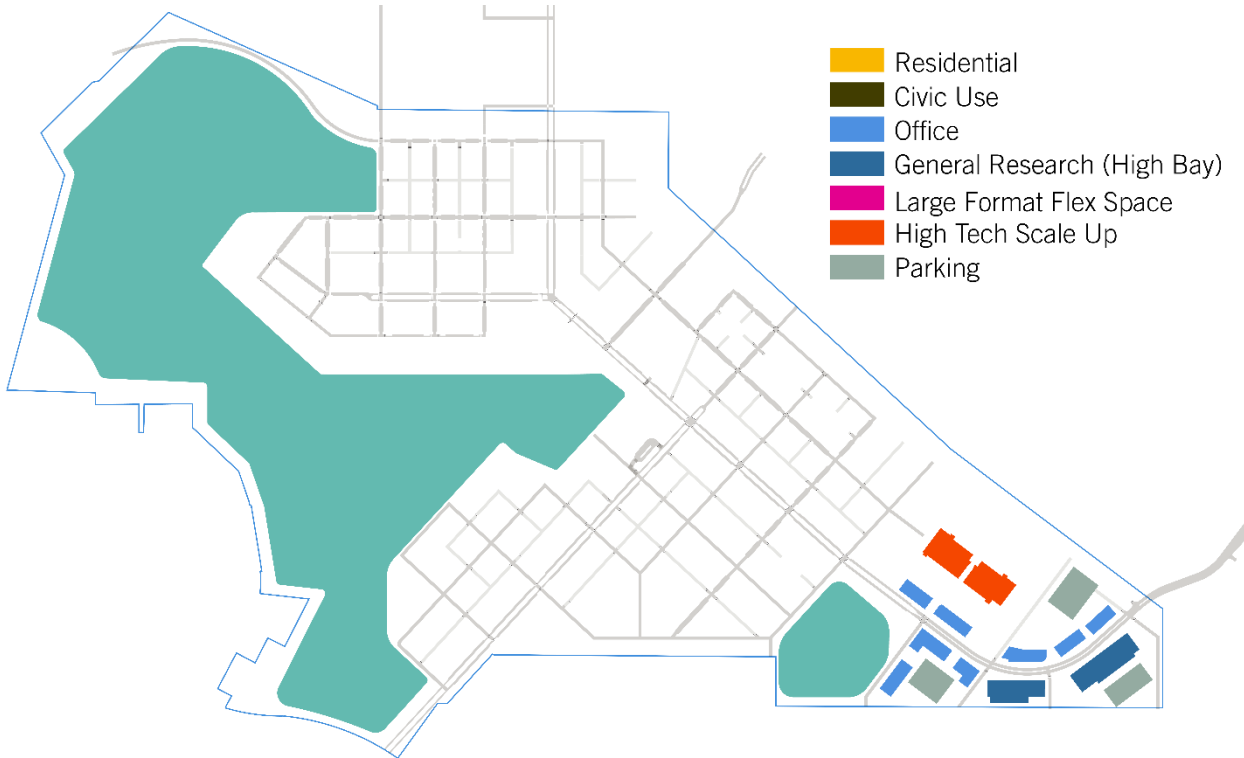 Residential
Civic Use
Office
General Research (High Bay)
Large Format Flex Space
High Tech Scale Up
Parking